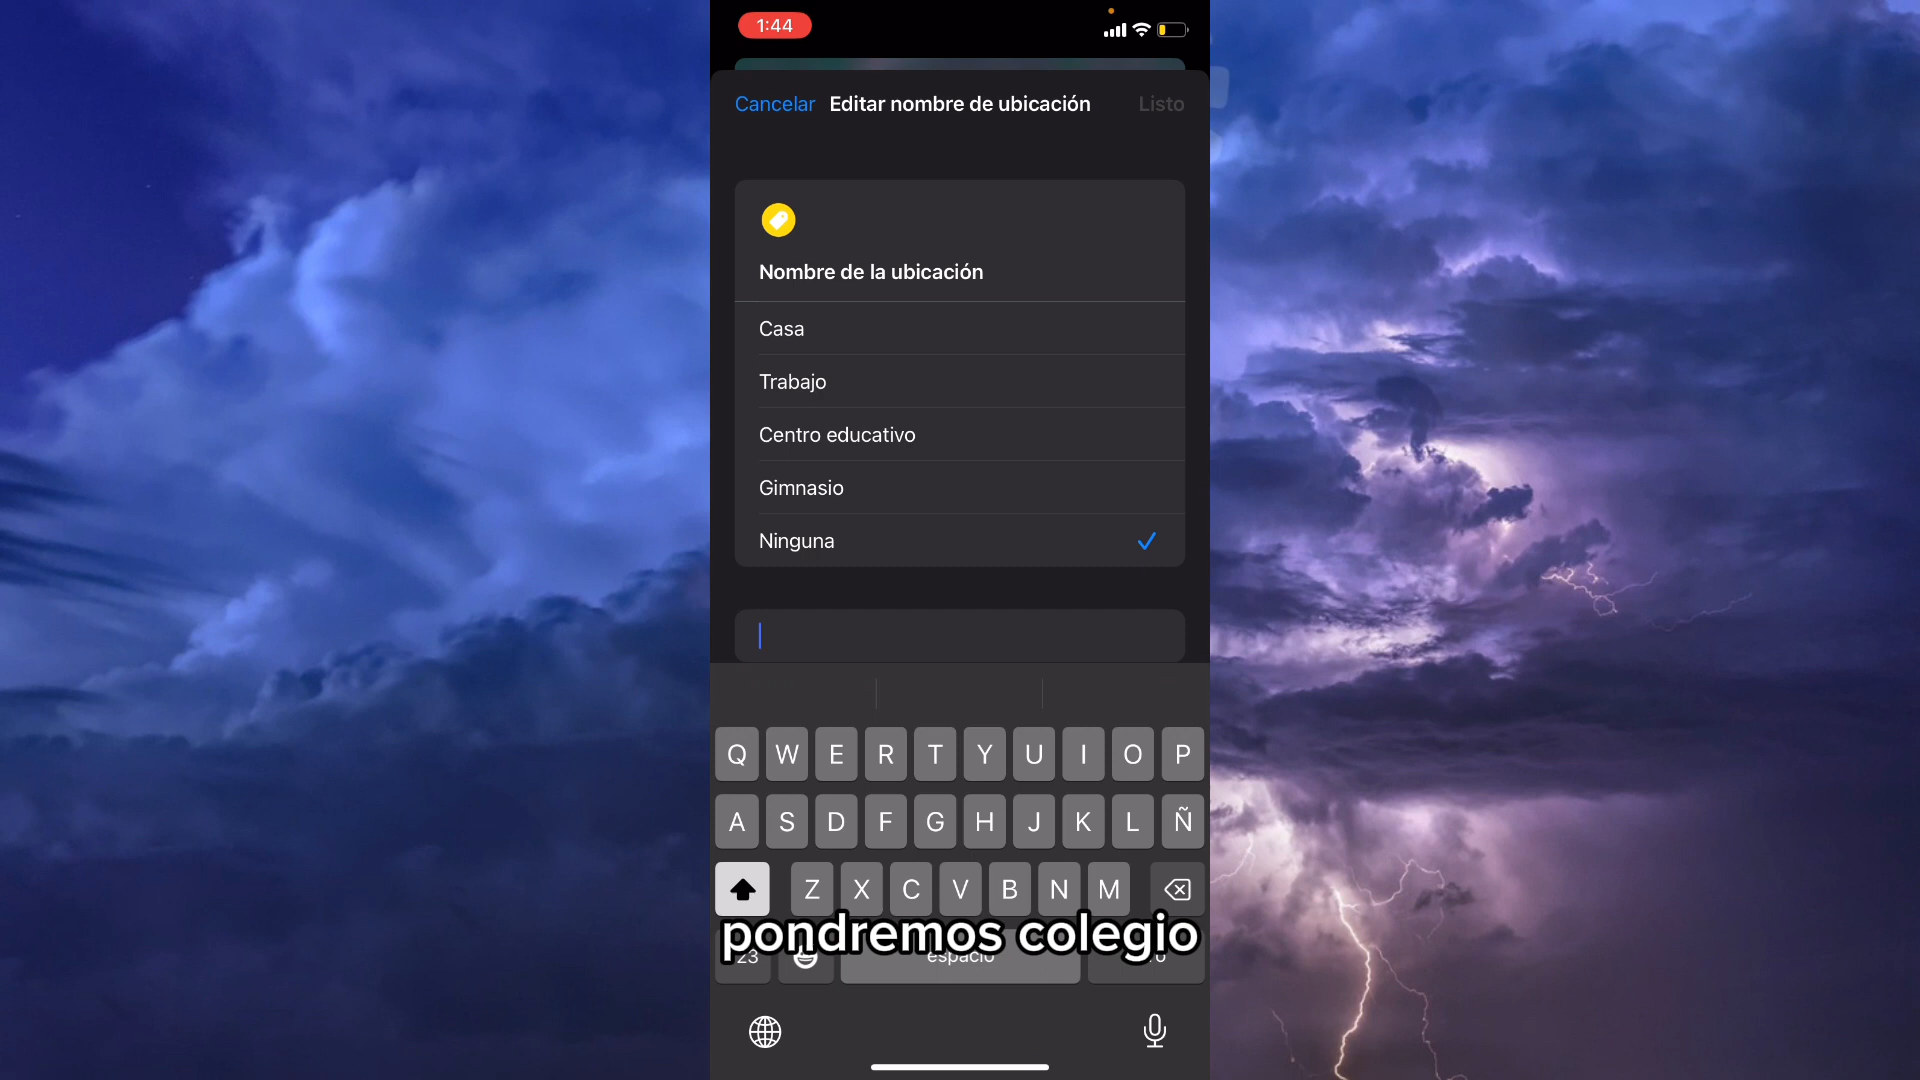 1:44
Cancelar Editar nombre de ubicación Listo
Nombre de la ubicación
Casa
Trabajo
Centro educativo
Gimnasio
Ninguna
Q W E R T Y U I O P
A S D F G H J K L Ñ
Z X C V B N M
pondremos colegio
espacio